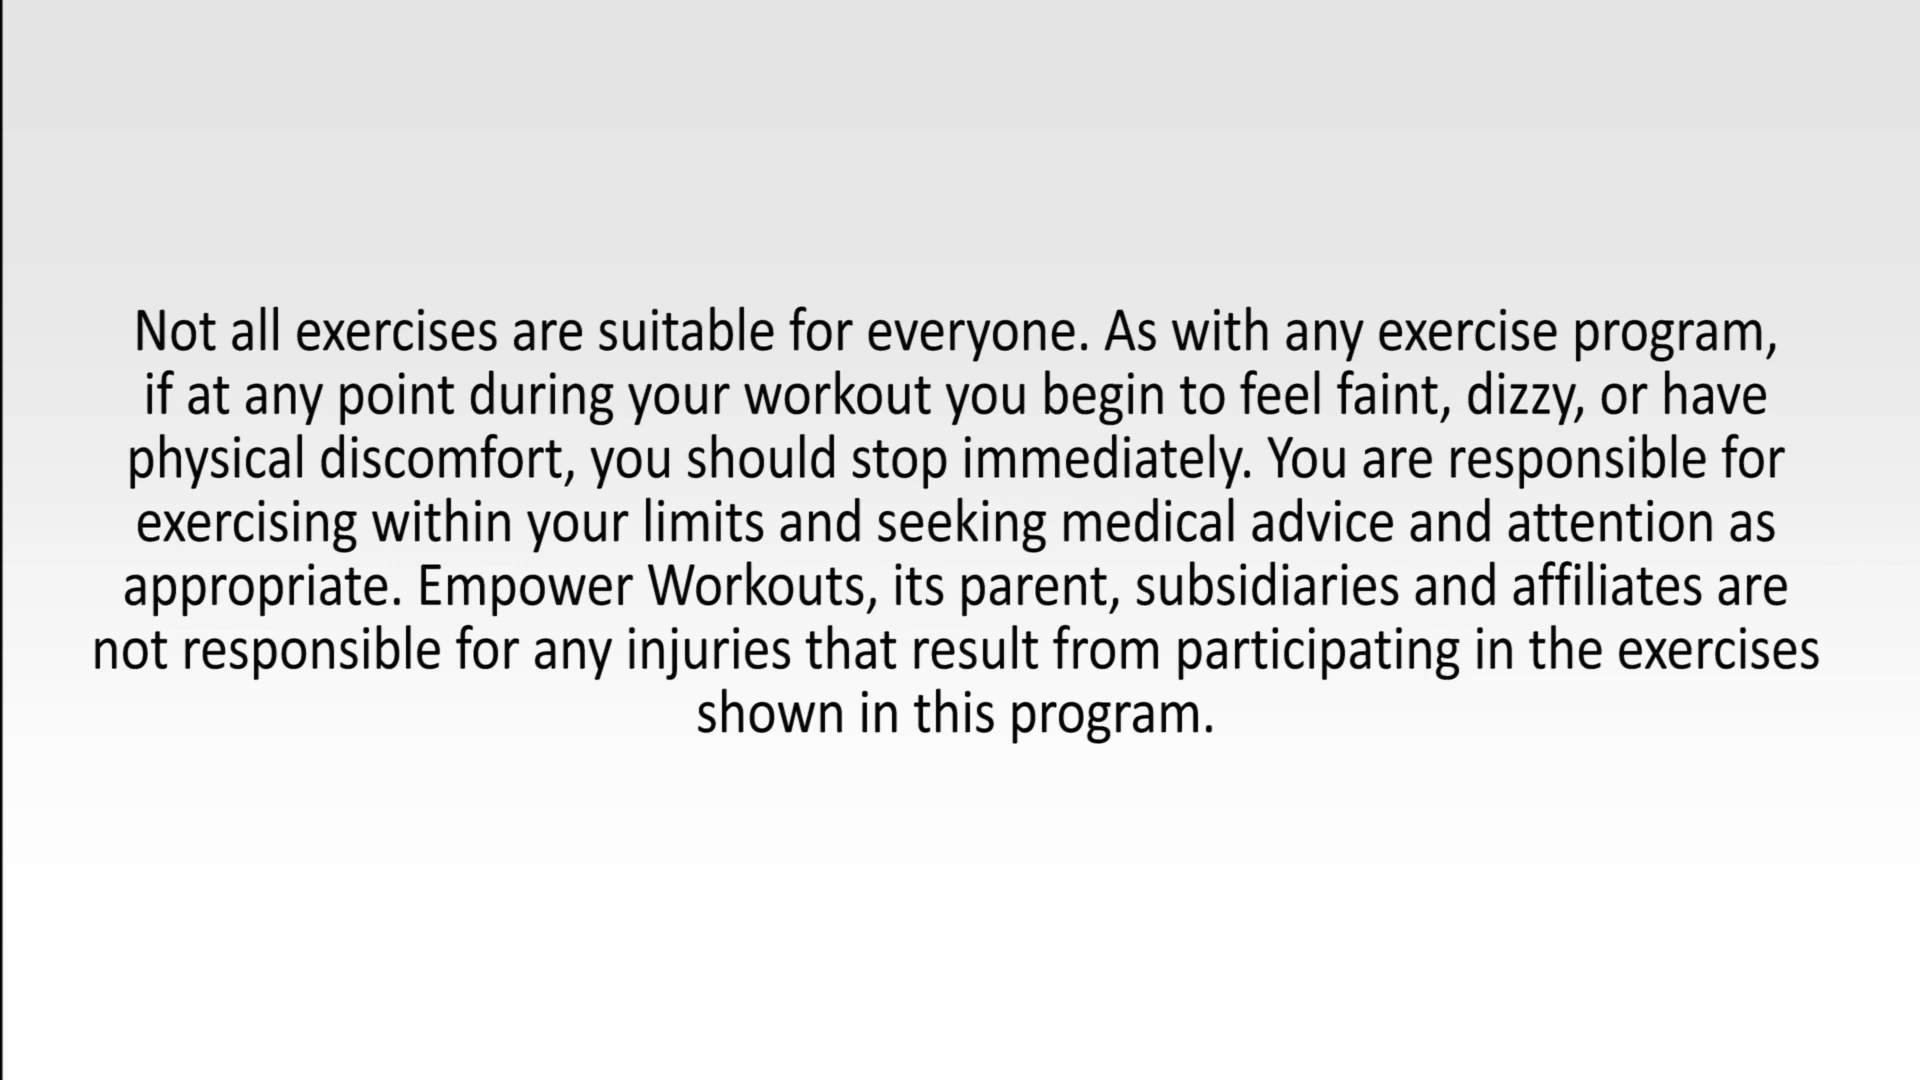 Not all exercises are suitable for everyone. As with any exercise program,
if at any point during your workout you begin to feel faint, dizzy, or have
physical discomfort, you should stop immediately. You are responsible for
exercising within your limits and seeking medical advice and attention as
appropriate. Empower Workouts, its parent, subsidiaries and affiliates are
not responsible for any injuries that result from participating in the exercises
shown in this program.